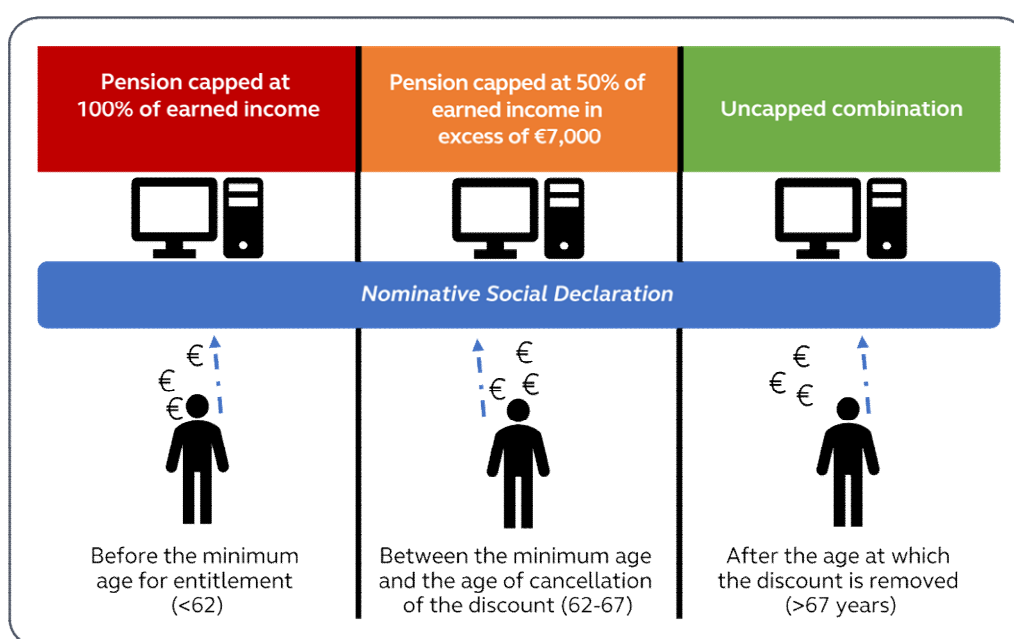 Pension capped at
100% of earned income
Pension capped at 50% of
earned income in
excess of €7,000
Uncapped combination
Nominative Social Declaration
€
€
€
€
€
€
€
€
€
Before the minimum
age for entitlement
(<62)
Between the minimum age
and the age of cancellation
of the discount (62-67)
After the age at which
the discount is removed
(>67 years)